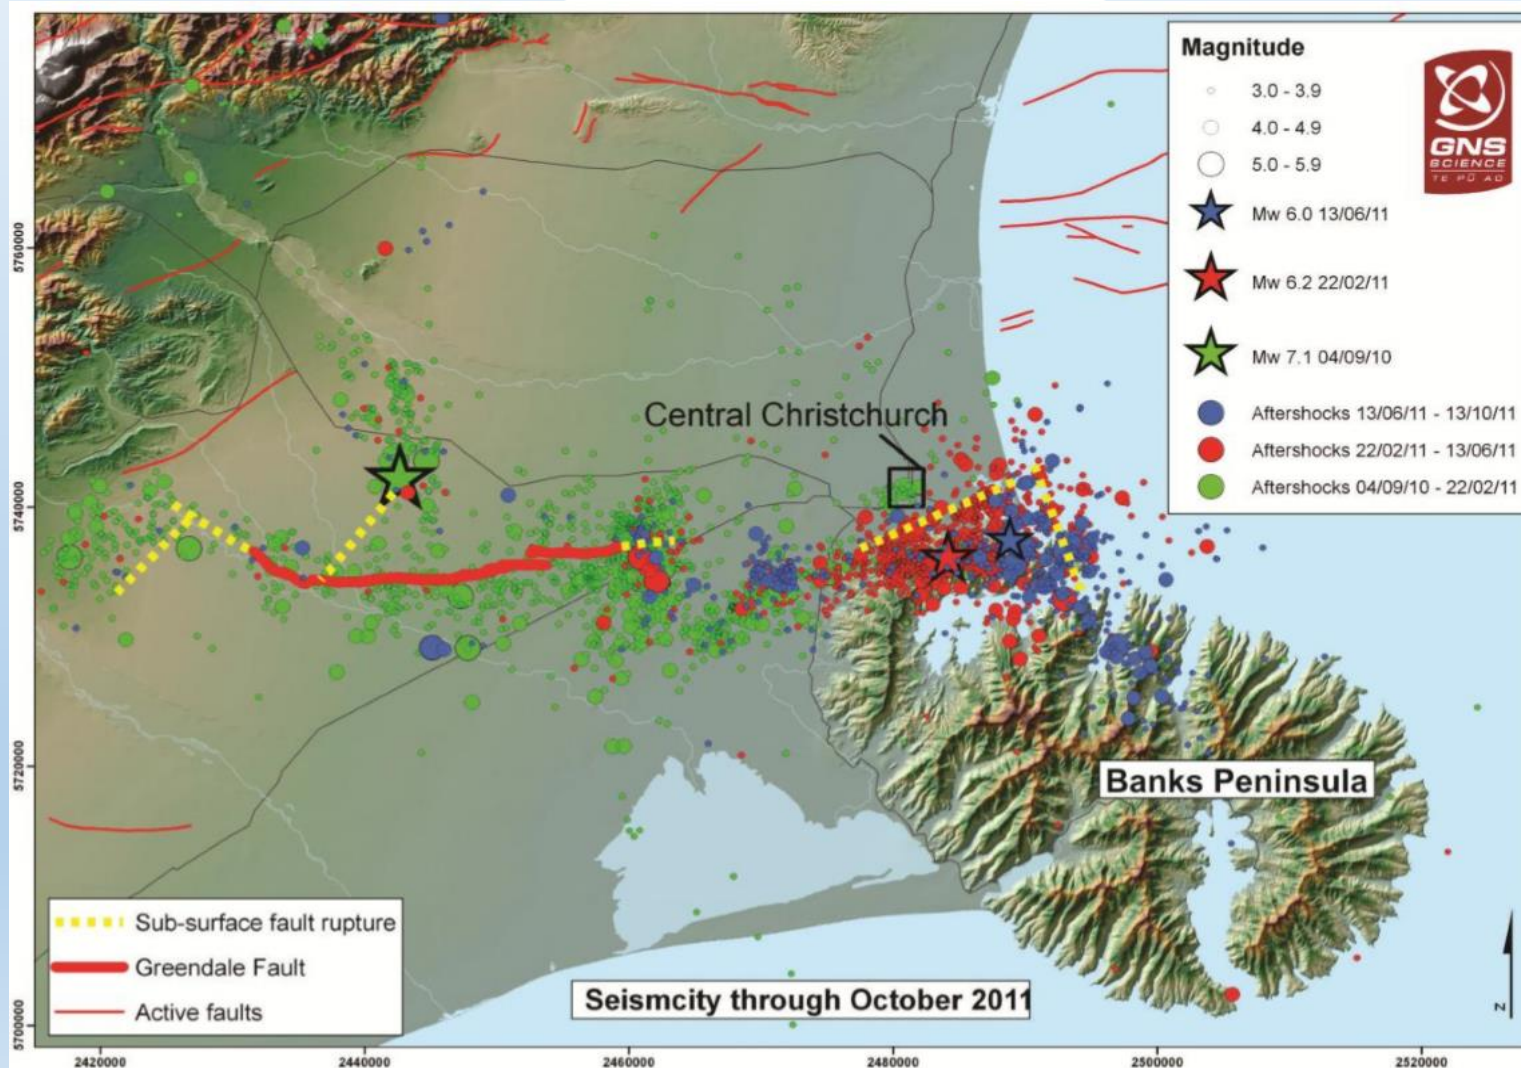 Magnitude
3.0 - 3.9
4.0 - 4.9
5.0 - 5.9
Mw 6.0 13/06/11
Mw 6.2 22/02/11
Mw 7.1 04/09/10
Aftershocks 13/06/11 - 13/10/11
Aftershocks 22/02/11 - 13/06/11
Aftershocks 04/09/10 - 22/02/11
GNS
SCIENCE
TE PŪ AO
Central Christchurch
Banks Peninsula
Sub-surface fault rupture
Greendale Fault
Active faults
Seismcity through October 2011
N
5760000
5740000
5720000
5700000
2420000
2440000
2460000
2480000
2500000
2520000